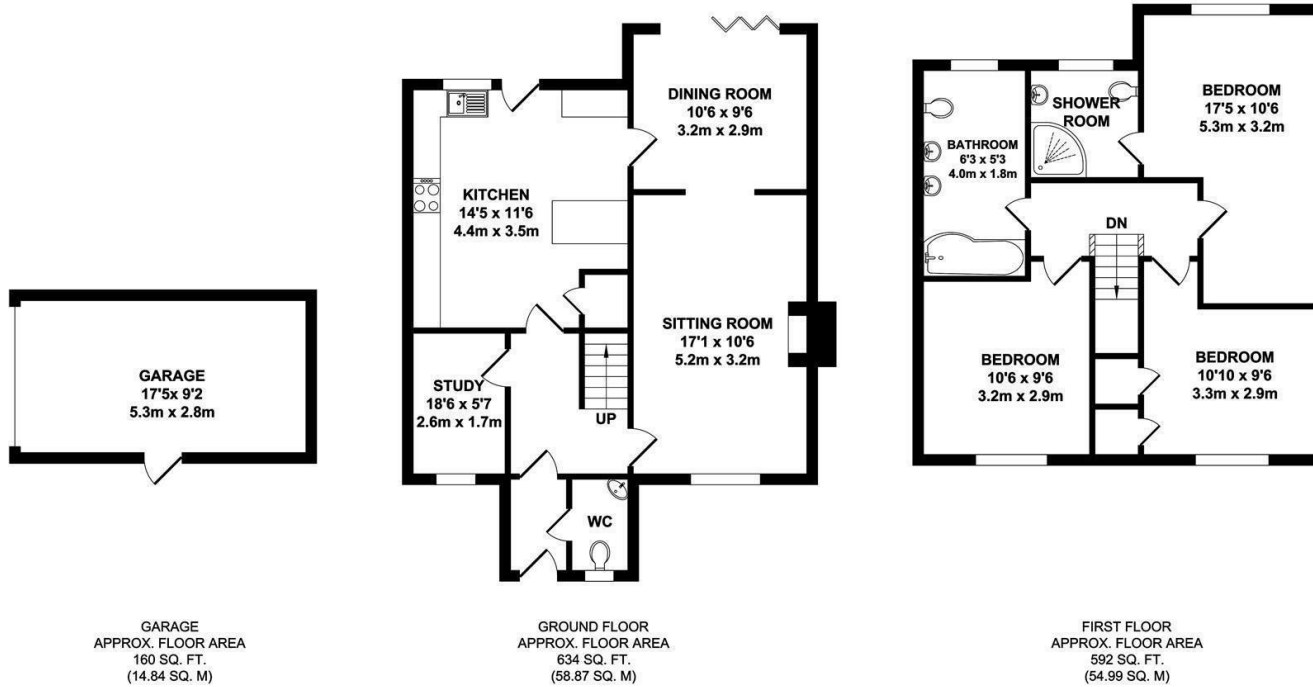 GARAGE
17'5x 9'2
5.3m x 2.8m
GARAGE
APPROX. FLOOR AREA
160 SQ. FT.
(14.84 SQ. M)
DINING ROOM
10'6 x 9'6
3.2m x 2.9m
KITCHEN
14'5 x 11'6
4.4m x 3.5m
SITTING ROOM
17'1 x 10'6
5.2m x 3.2m
STUDY
18'6 x 5'7
2.6m x 1.7m
UP
WC
GROUND FLOOR
APPROX. FLOOR AREA
634 SQ. FT.
(58.87 SQ. M)
BEDROOM
17'5 x 10'6
5.3m x 3.2m
SHOWER
ROOM
BATHROOM
6'3 x 5'3
4.0m x 1.8m
DN
BEDROOM
10'6 x 9'6
3.2m x 2.9m
BEDROOM
10'10 x 9'6
3.3m x 2.9m
FIRST FLOOR
APPROX. FLOOR AREA
592 SQ. FT.
(54.99 SQ. M)